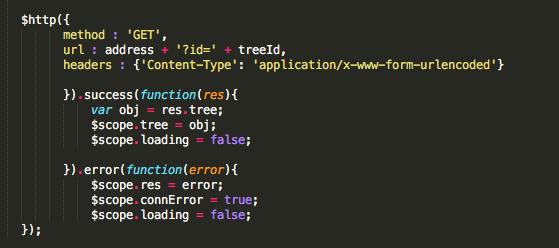 $http({
method : 'GET',
url : address + '?id=' + treeId,
headers : {'Content-Type': 'application/x-www-form-urlencoded'}
}).success(function(res){
var obj = res.tree;
$scope.tree = obj;
$scope.loading = false;
}).error(function(error){
$scope.res = error;
$scope.connError = true;
$scope.loading = false;
});